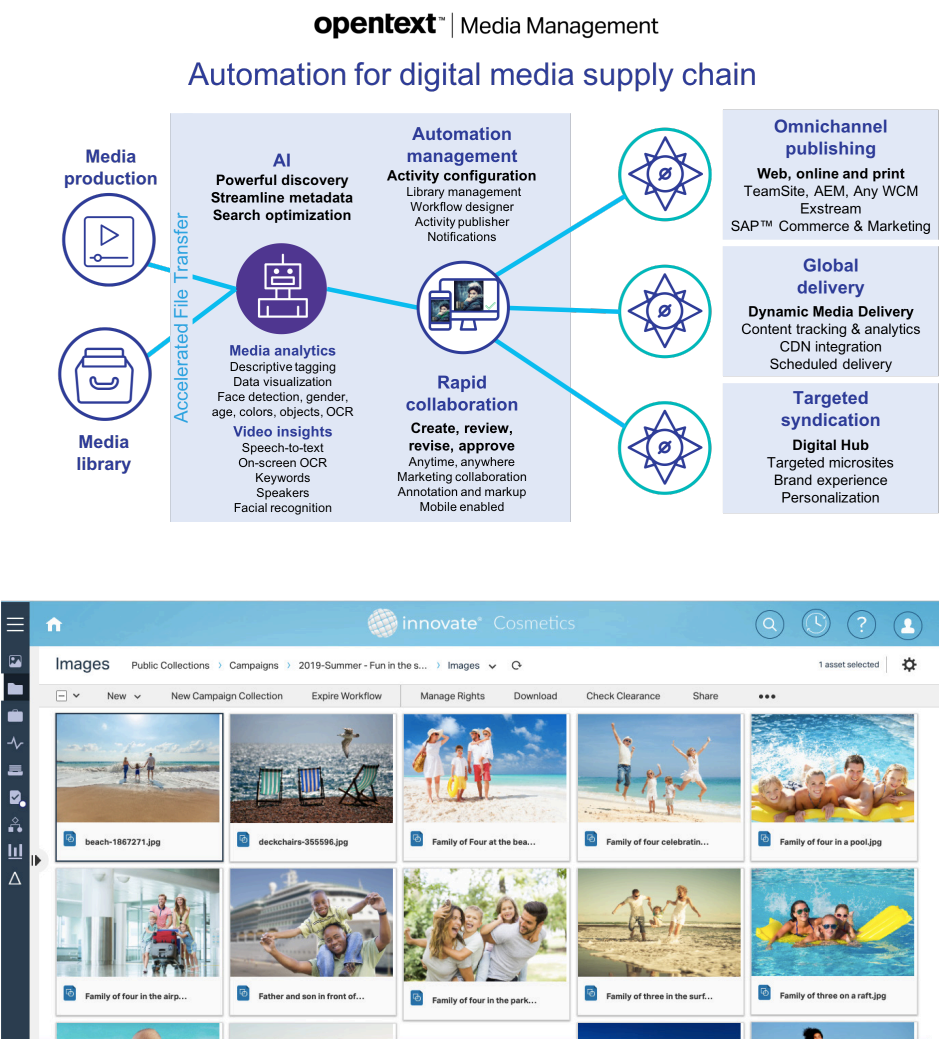 opentext™ | Media Management
Automation for digital media supply chain
Media
production
Media
library
Accelerated File Transfer
AI
Powerful discovery
Streamline metadata
Search optimization
Media analytics
Descriptive tagging
Data visualization
Face detection, gender,
age, colors, objects, OCR
Video insights
Speech-to-text
On-screen OCR
Keywords
Speakers
Facial recognition
Automation
management
Activity configuration
Library management
Workflow designer
Activity publisher
Notifications
Rapid
collaboration
Create, review,
revise, approve
Anytime, anywhere
Marketing collaboration
Annotation and markup
Mobile enabled
Omnichannel
publishing
Web, online and print
TeamSite, AEM, Any WCM
Exstream
SAP™ Commerce & Marketing
Global
delivery
Dynamic Media Delivery
Content tracking & analytics
CDN integration
Scheduled delivery
Targeted
syndication
Digital Hub
Targeted microsites
Brand experience
Personalization
innovate® Cosmetics
?
Images Public Collections › Campaigns › 2019-Summer - Fun in the s... › Images 1 asset selected
New New Campaign Collection Expire Workflow Manage Rights Download Check Clearance Share •••
beach-1867271.jpg deckchairs-355596.jpg Family of Four at the bea... Family of four celebratin... Family of four in a pool.jpg
Family of four in the airp... Father and son in front of... Family of four in the park... Family of three in the surf... Family of three on a raft.jpg